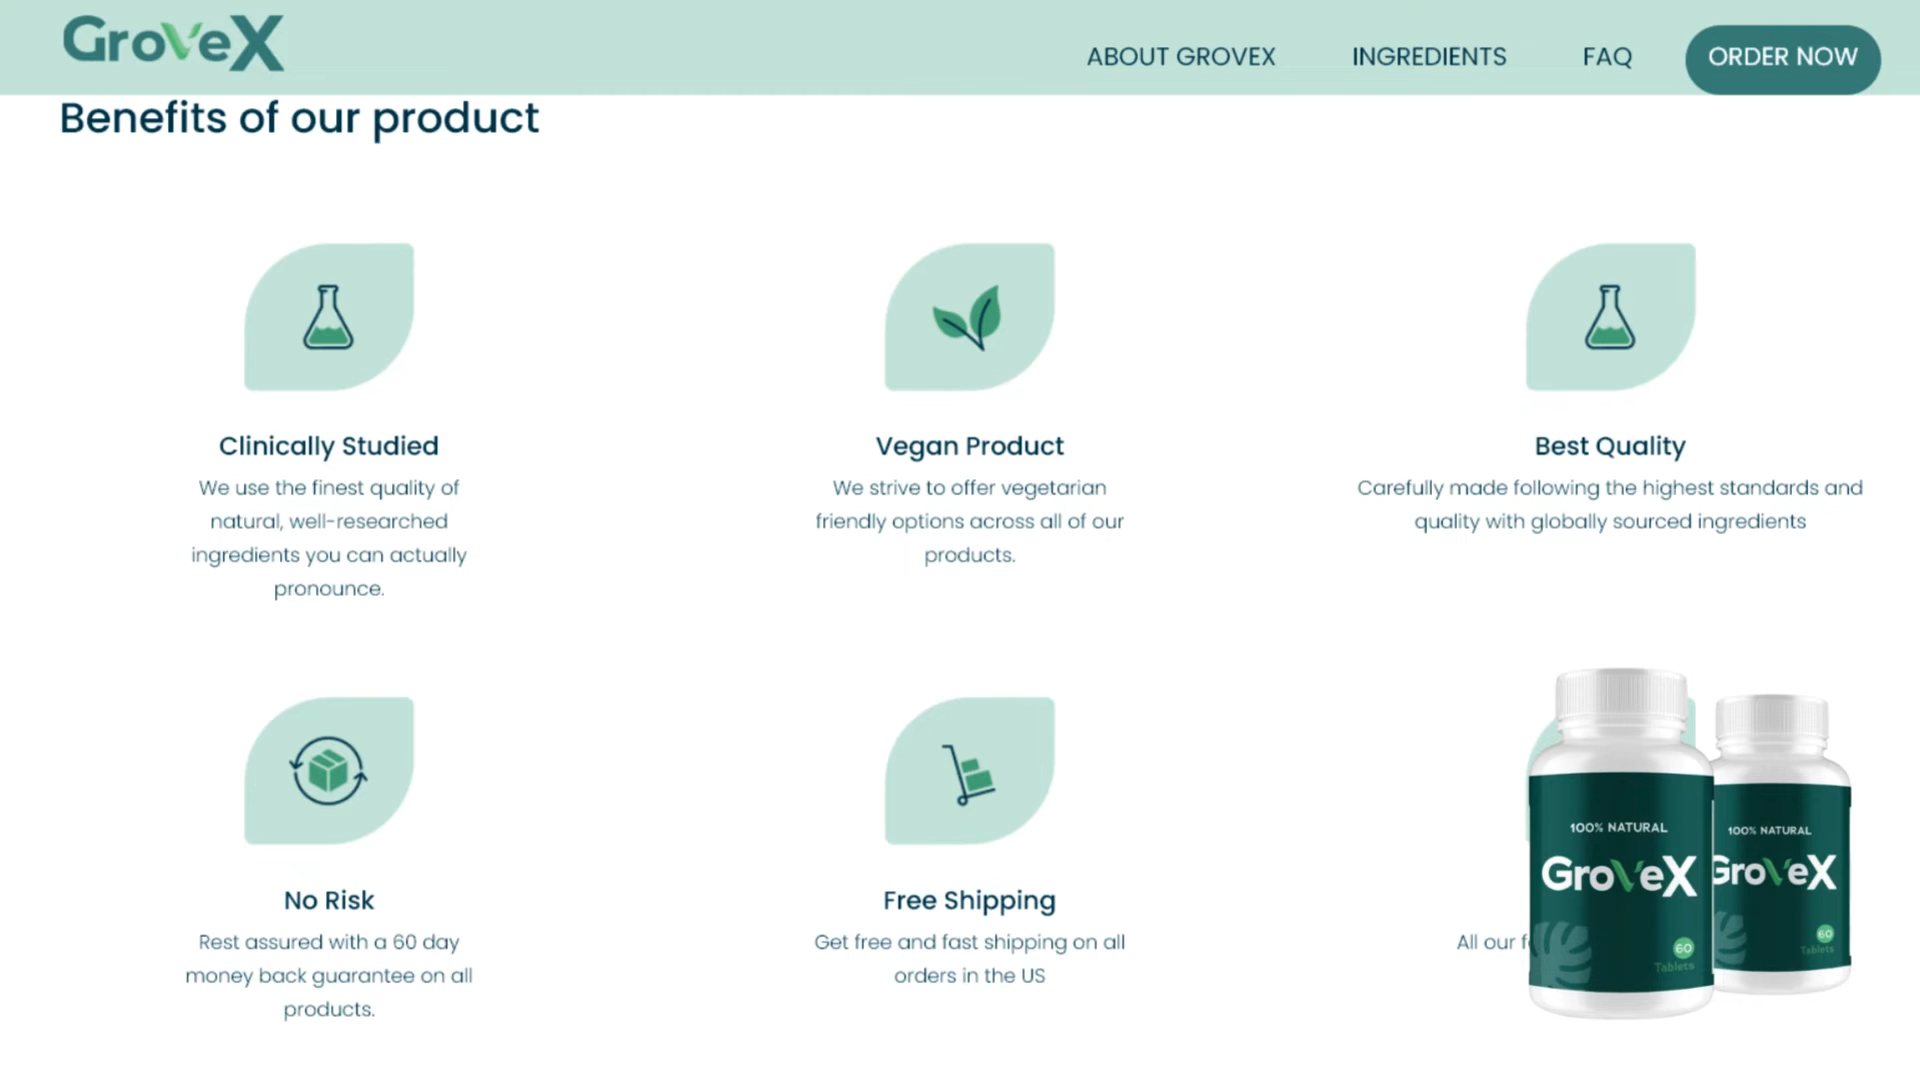 GroVeX
ABOUT GROVEX
INGREDIENTS
FAQ
ORDER NOW
Benefits of our product
Clinically Studied
We use the finest quality of
natural, well-researched
ingredients you can actually
pronounce.
Vegan Product
We strive to offer vegetarian
friendly options across all of our
products.
Best Quality
Carefully made following the highest standards and
quality with globally sourced ingredients
No Risk
Rest assured with a 60 day
money back guarantee on all
products.
Free Shipping
Get free and fast shipping on all
orders in the US
All our
100% NATURAL
GroVeX
60
Tablets
100% NATURAL
GroVeX
60
Tablets